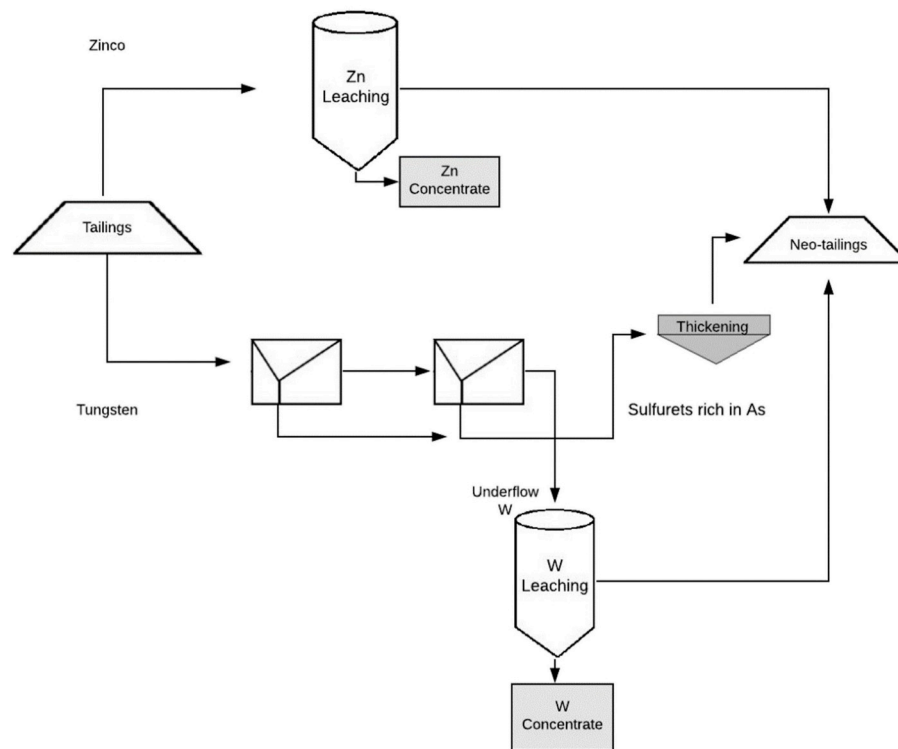 Zinco
Zn
Leaching
Zn
Concentrate
Tailings
Neo-tailings
Thickening
Tungsten
Sulfurets rich in As
Underflow
W
W
Leaching
W
Concentrate